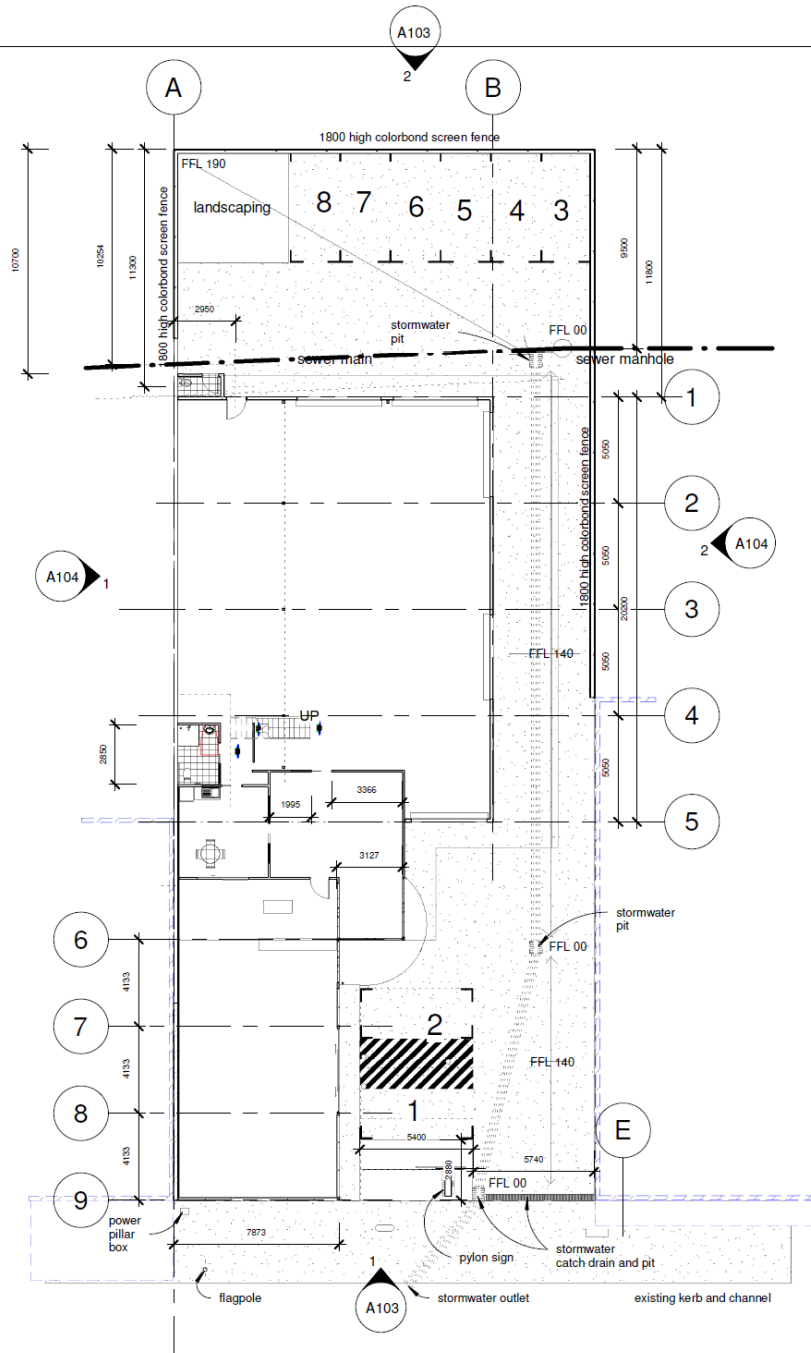 A103
2
A
B
1800 high colorbond screen fence
FFL 190
landscaping
8
7
6
5
4
3
1800 high colorbond screen fence
10700
10254
11300
9500
11800
2950
stormwater
pit
FFL 00
sewer main
sewer manhole
1
5050
2
1800 high colorbond screen fence
A104
1
2
A104
5050
20200
3
FFL 140
5050
UP
4
2850
5050
3366
1995
5
3127
stormwater
pit
FFL 00
6
4133
7
2
4133
FFL 140
8
1
E
5400
4133
2880
5740
FFL 00
9
power
pillar
box
7873
1
pylon sign
stormwater
catch drain and pit
flagpole
A103
stormwater outlet
existing kerb and channel